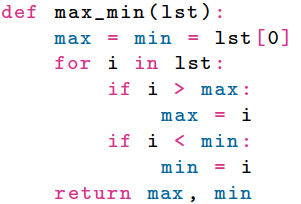 def max_min(lst):
    max = min = lst[0]
    for i in lst:
        if i > max:
            max = i
        if i < min:
            min = i
    return max, min